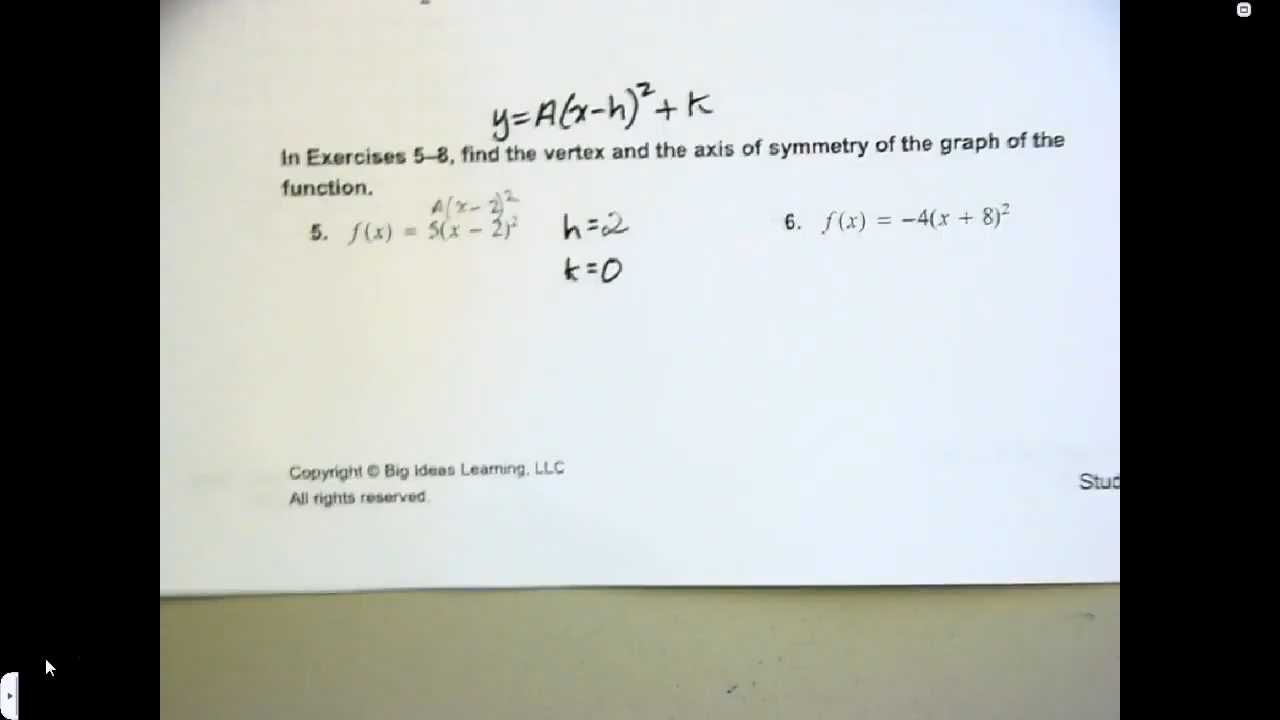 y=A(x-h)²+k
In Exercises 5–8, find the vertex and the axis of symmetry of the graph of the
function.
A(x-2)²
5. f(x) = 5(x − 2)²
h=2
k=0
6. f(x) = −4(x + 8)²
Copyright © Big Ideas Learning, LLC
All rights reserved.
Stud